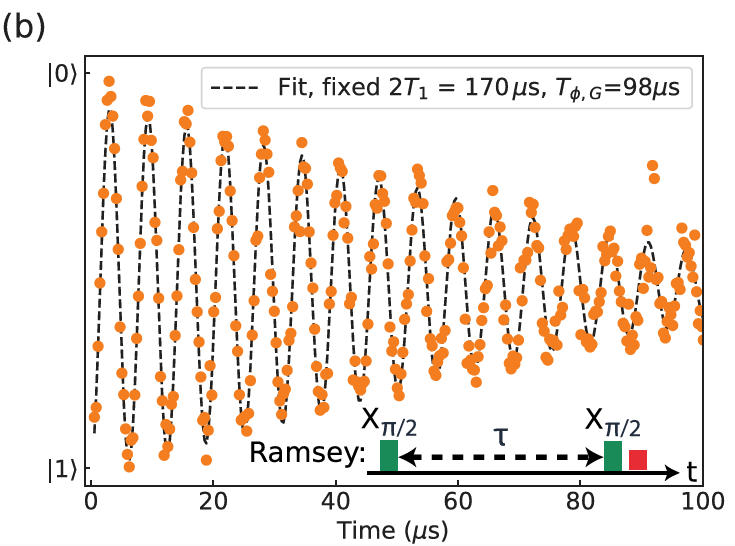 (b)
|0⟩
Fit, fixed 2T₁ = 170 μs, Tϕ,G=98μs
|1⟩
Ramsey:
Xπ/2
τ
Xπ/2
t
0 20 40 60 80 100
Time (μs)